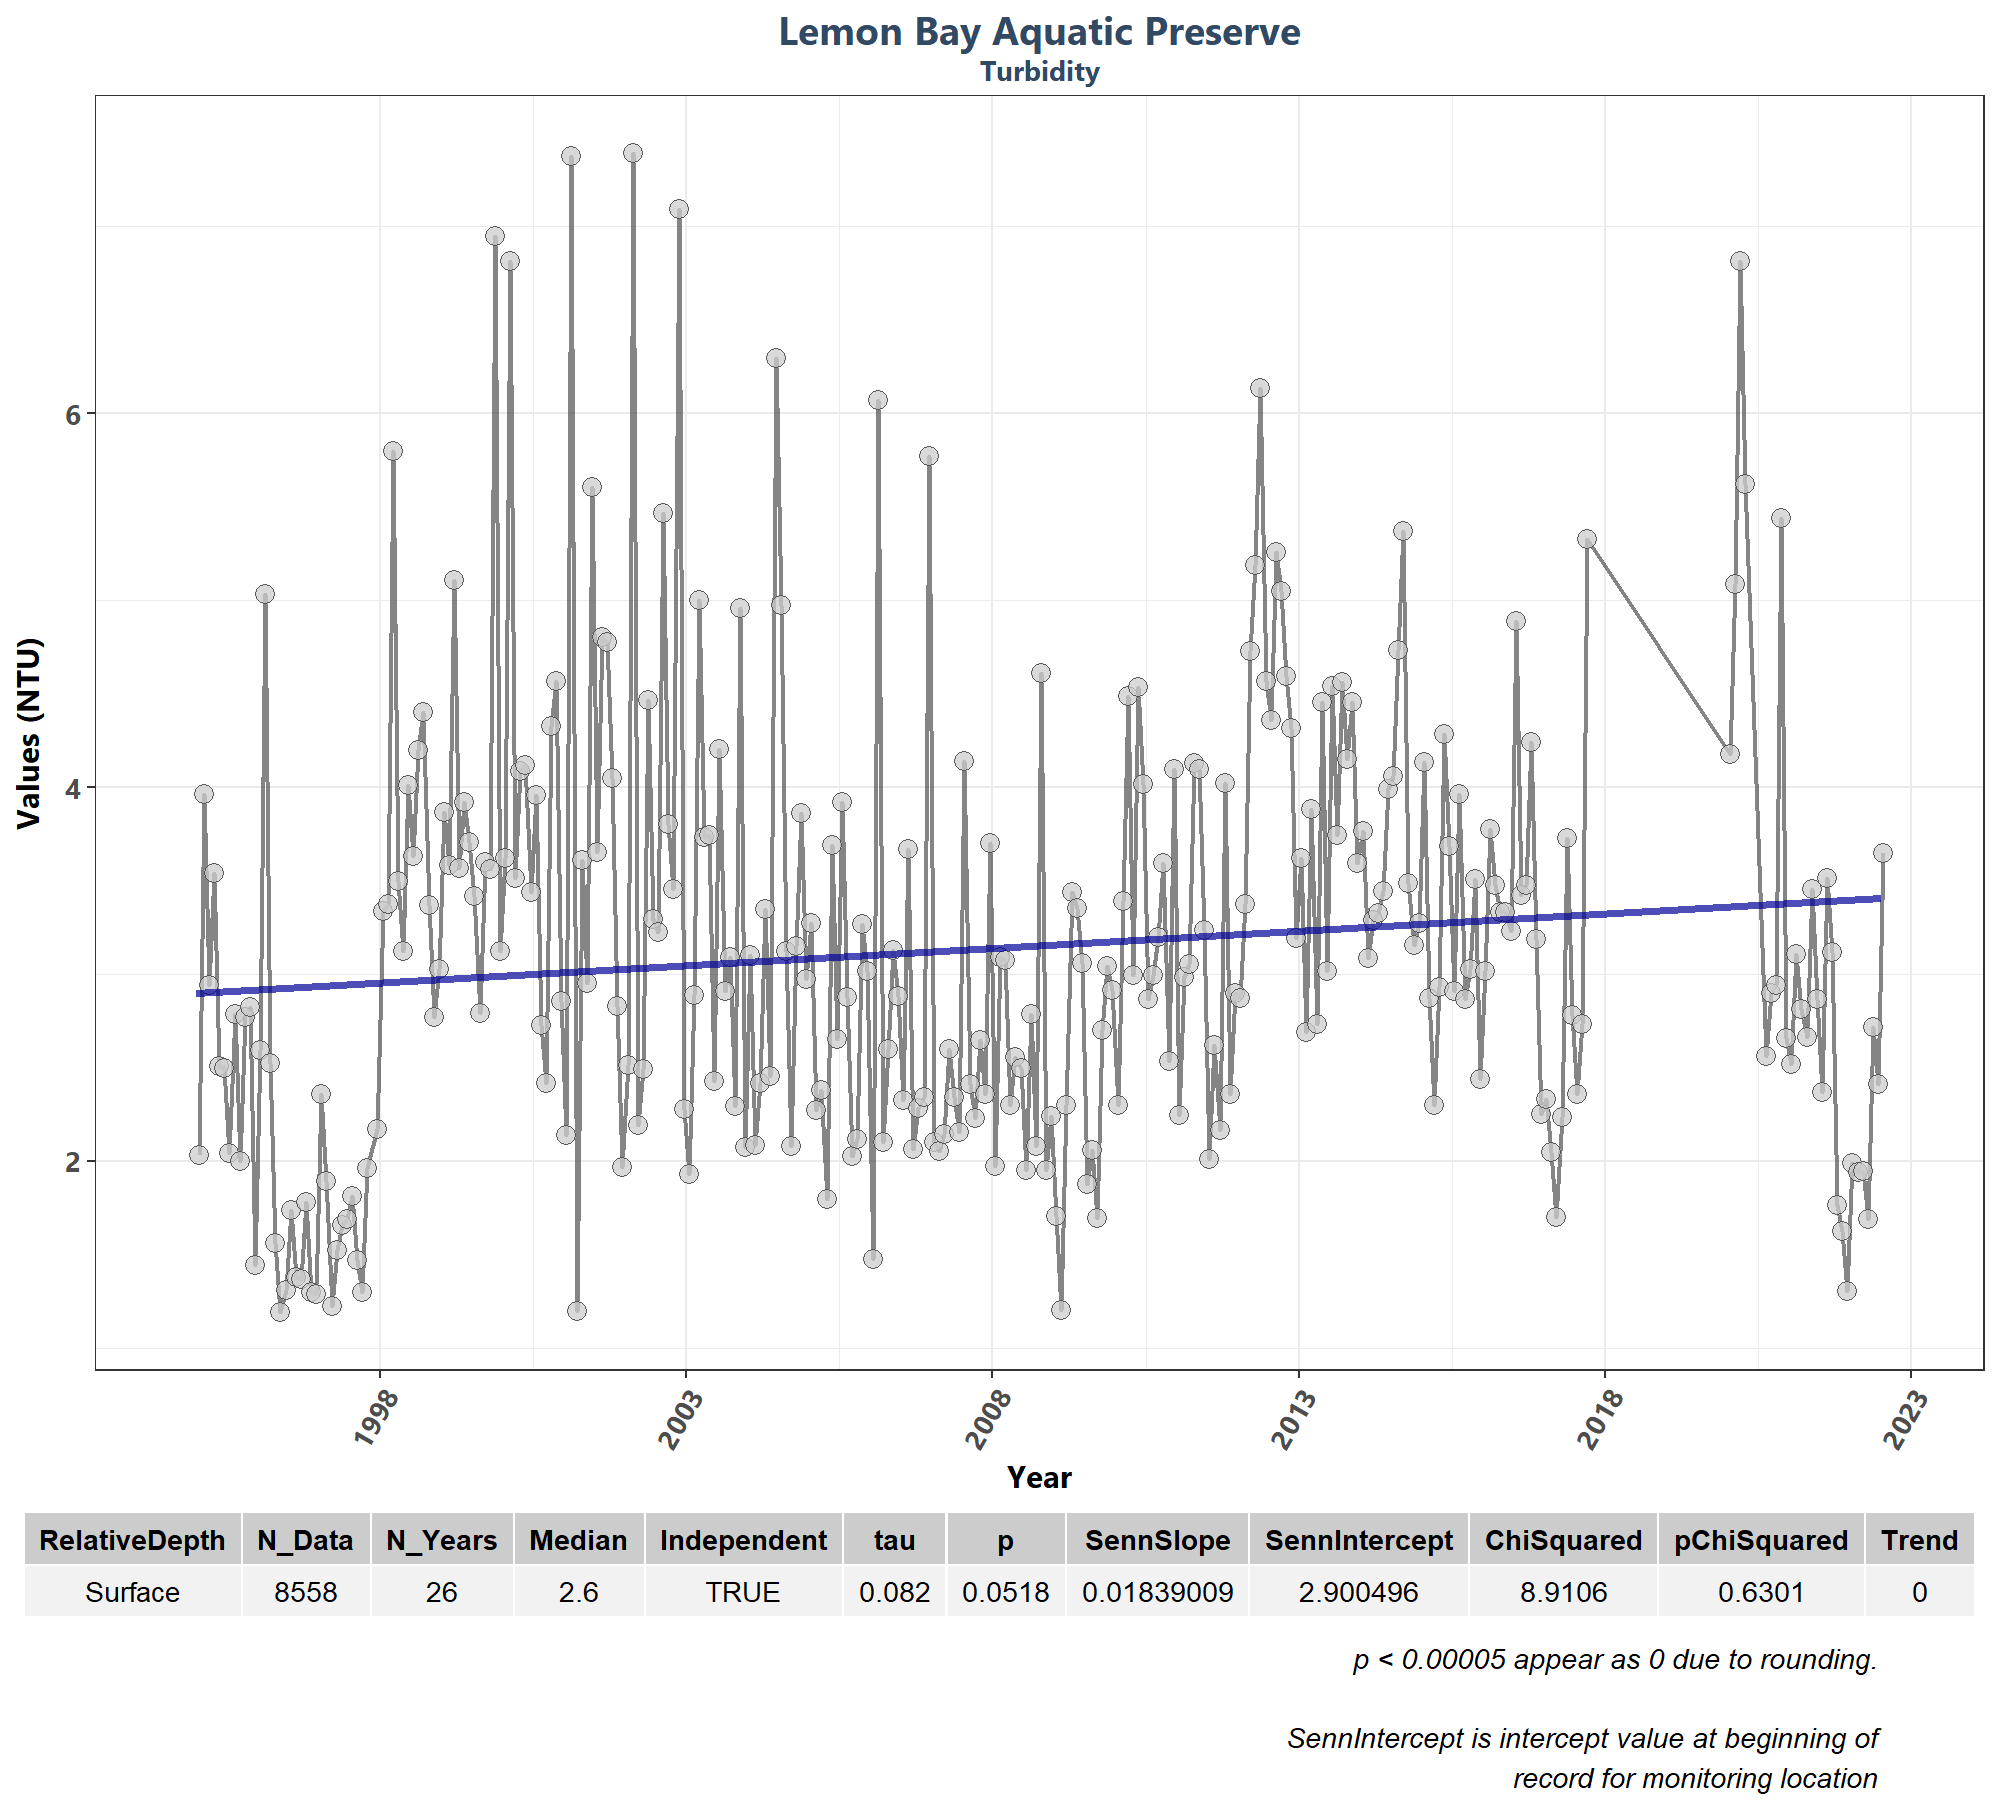 Lemon Bay Aquatic Preserve
Turbidity
Values (NTU)
6
4
2
1998 2003 2008 2013 2018 2023
Year
RelativeDepth N_Data N_Years Median Independent tau p SennSlope SennIntercept ChiSquared pChiSquared Trend
Surface 8558 26 2.6 TRUE 0.082 0.0518 0.01839009 2.900496 8.9106 0.6301 0
p < 0.00005 appear as 0 due to rounding.
SennIntercept is intercept value at beginning of
record for monitoring location